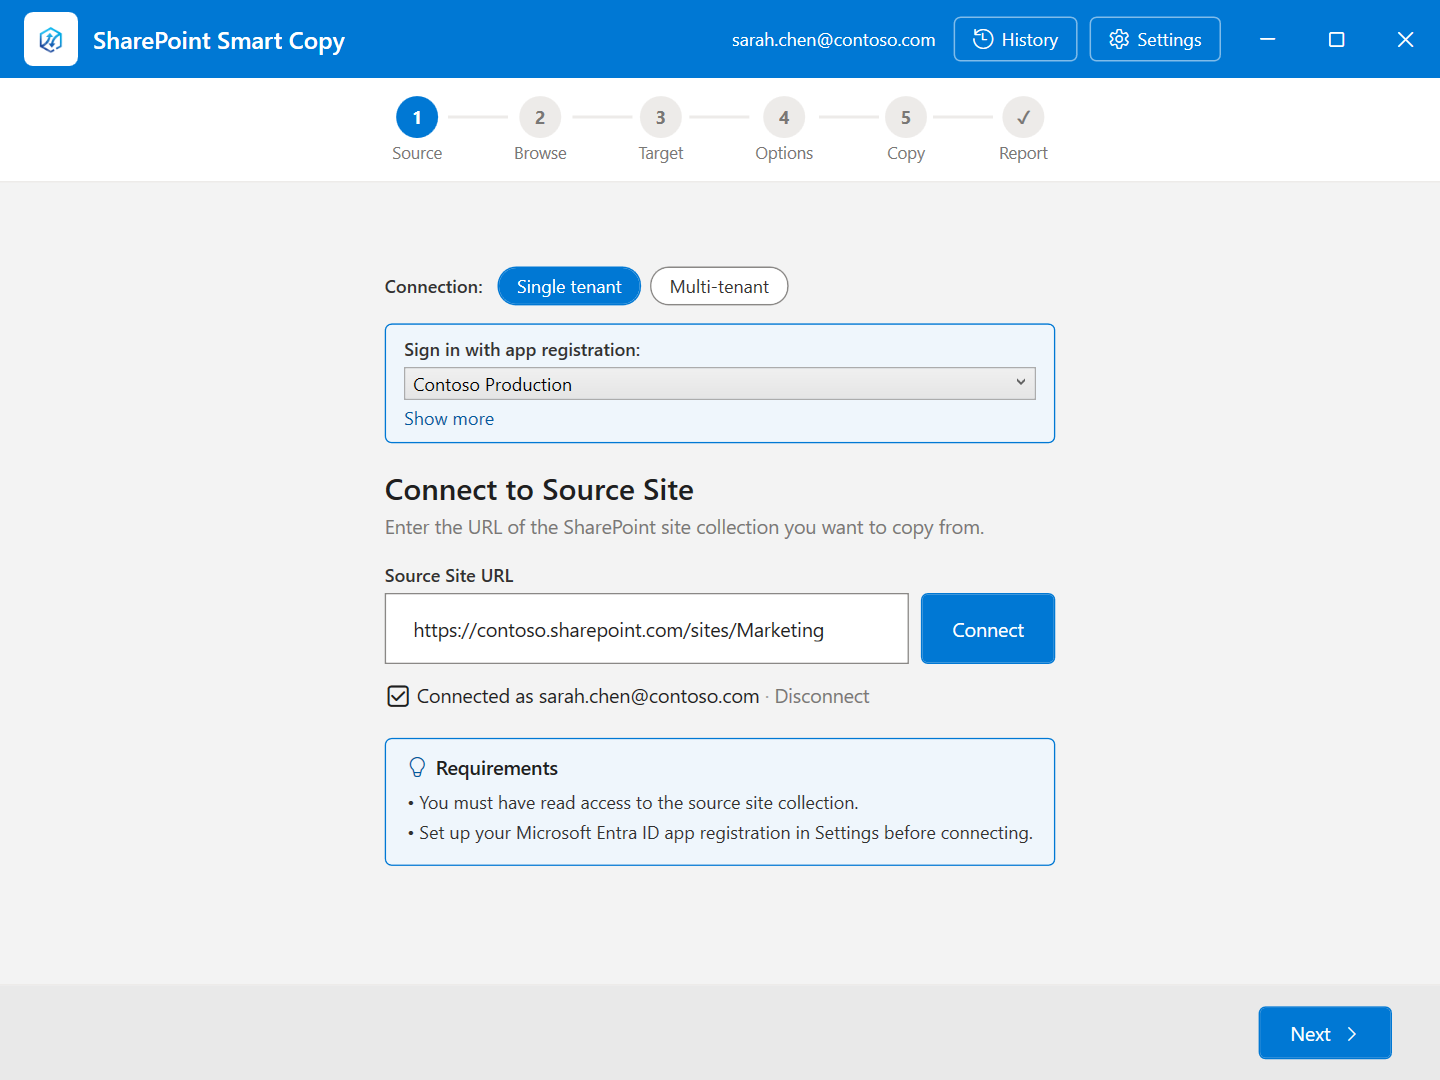 SharePoint Smart Copy
sarah.chen@contoso.com
History
Settings
1
2
3
4
5
✓
Source
Browse
Target
Options
Copy
Report
Connection:
Single tenant
Multi-tenant
Sign in with app registration:
Contoso Production
Show more
Connect to Source Site
Enter the URL of the SharePoint site collection you want to copy from.
Source Site URL
https://contoso.sharepoint.com/sites/Marketing
Connect
Connected as sarah.chen@contoso.com · Disconnect
Requirements
• You must have read access to the source site collection.
• Set up your Microsoft Entra ID app registration in Settings before connecting.
Next